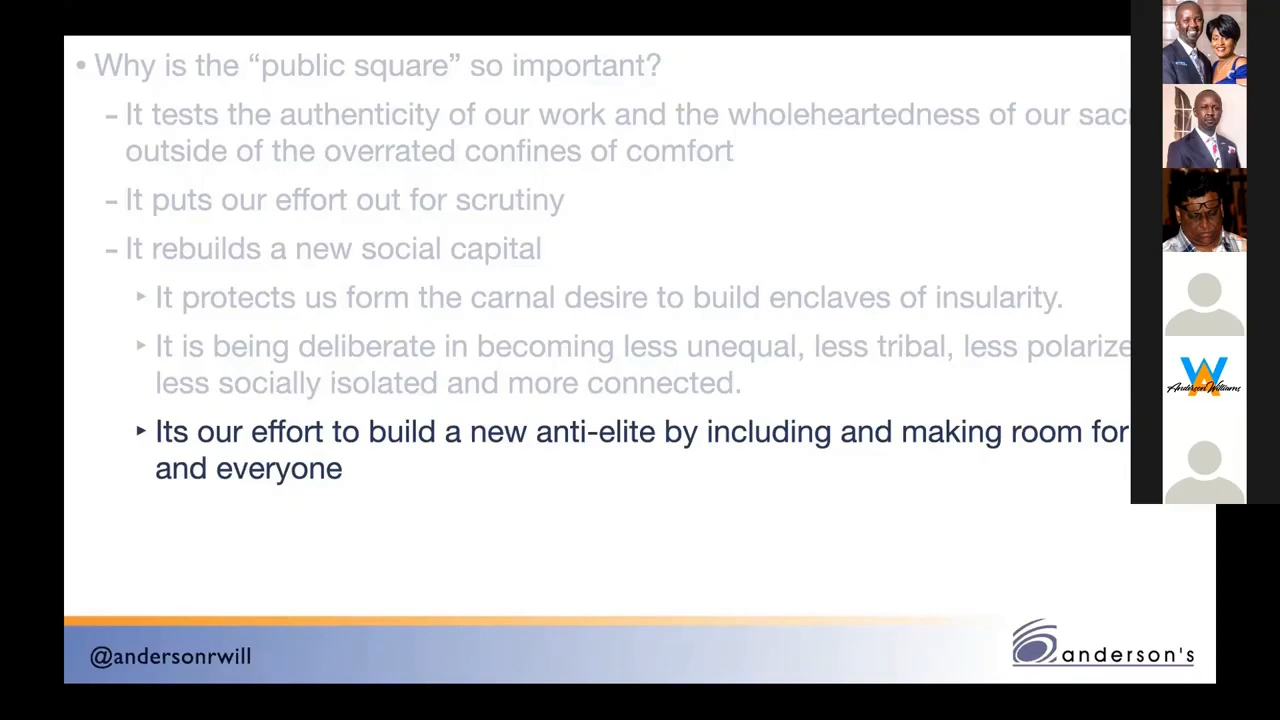 • Why is the “public square” so important?
- It tests the authenticity of our work and the wholeheartedness of our
outside of the overrated confines of comfort
- It puts our effort out for scrutiny
- It rebuilds a new social capital
‣ It protects us form the carnal desire to build enclaves of insularity.
‣ It is being deliberate in becoming less unequal, less tribal, less
less socially isolated and more connected.
‣ Its our effort to build a new anti-elite by including and making room for
and everyone
WA
Anderson Williams
@andersonrwill
anderson's